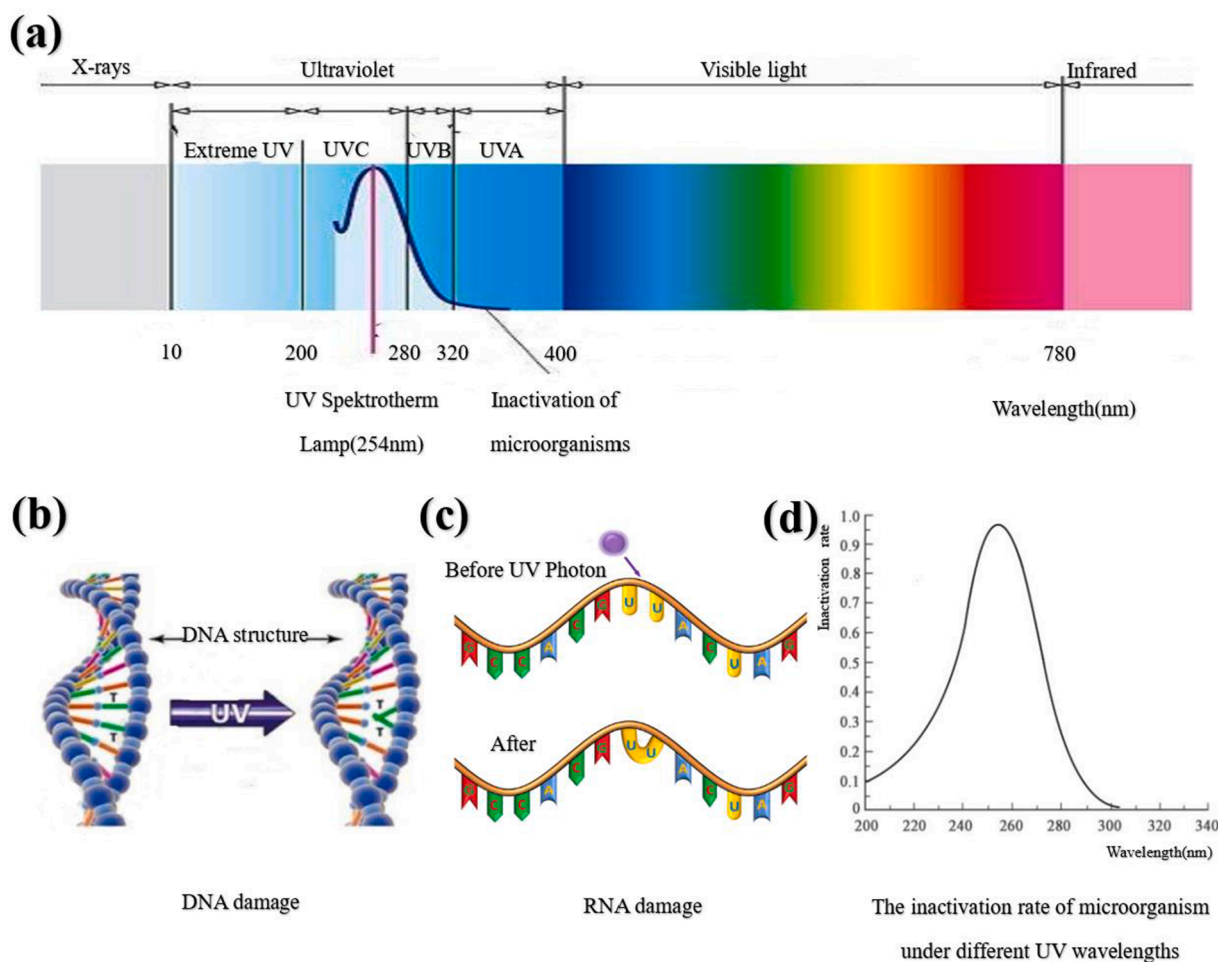 (a)
X-rays
Ultraviolet
Visible light
Infrared
Extreme UV
UVC
UVB
UVA
10
200
280
320
400
780
UV Spektrotherm
Lamp(254nm)
Inactivation of
microorganisms
Wavelength(nm)
(b)
DNA structure
T
T
UV
T
T
DNA damage
(c)
Before UV Photon
G C C A C G U U A C U A G
After
G C C A C G U U A C U A G
RNA damage
(d)
Inactivation rate
1.0
0.9
0.8
0.7
0.6
0.5
0.4
0.3
0.2
0.1
0
200 220 240 260 280 300 320 340
Wavelength(nm)
The inactivation rate of microorganism
under different UV wavelengths